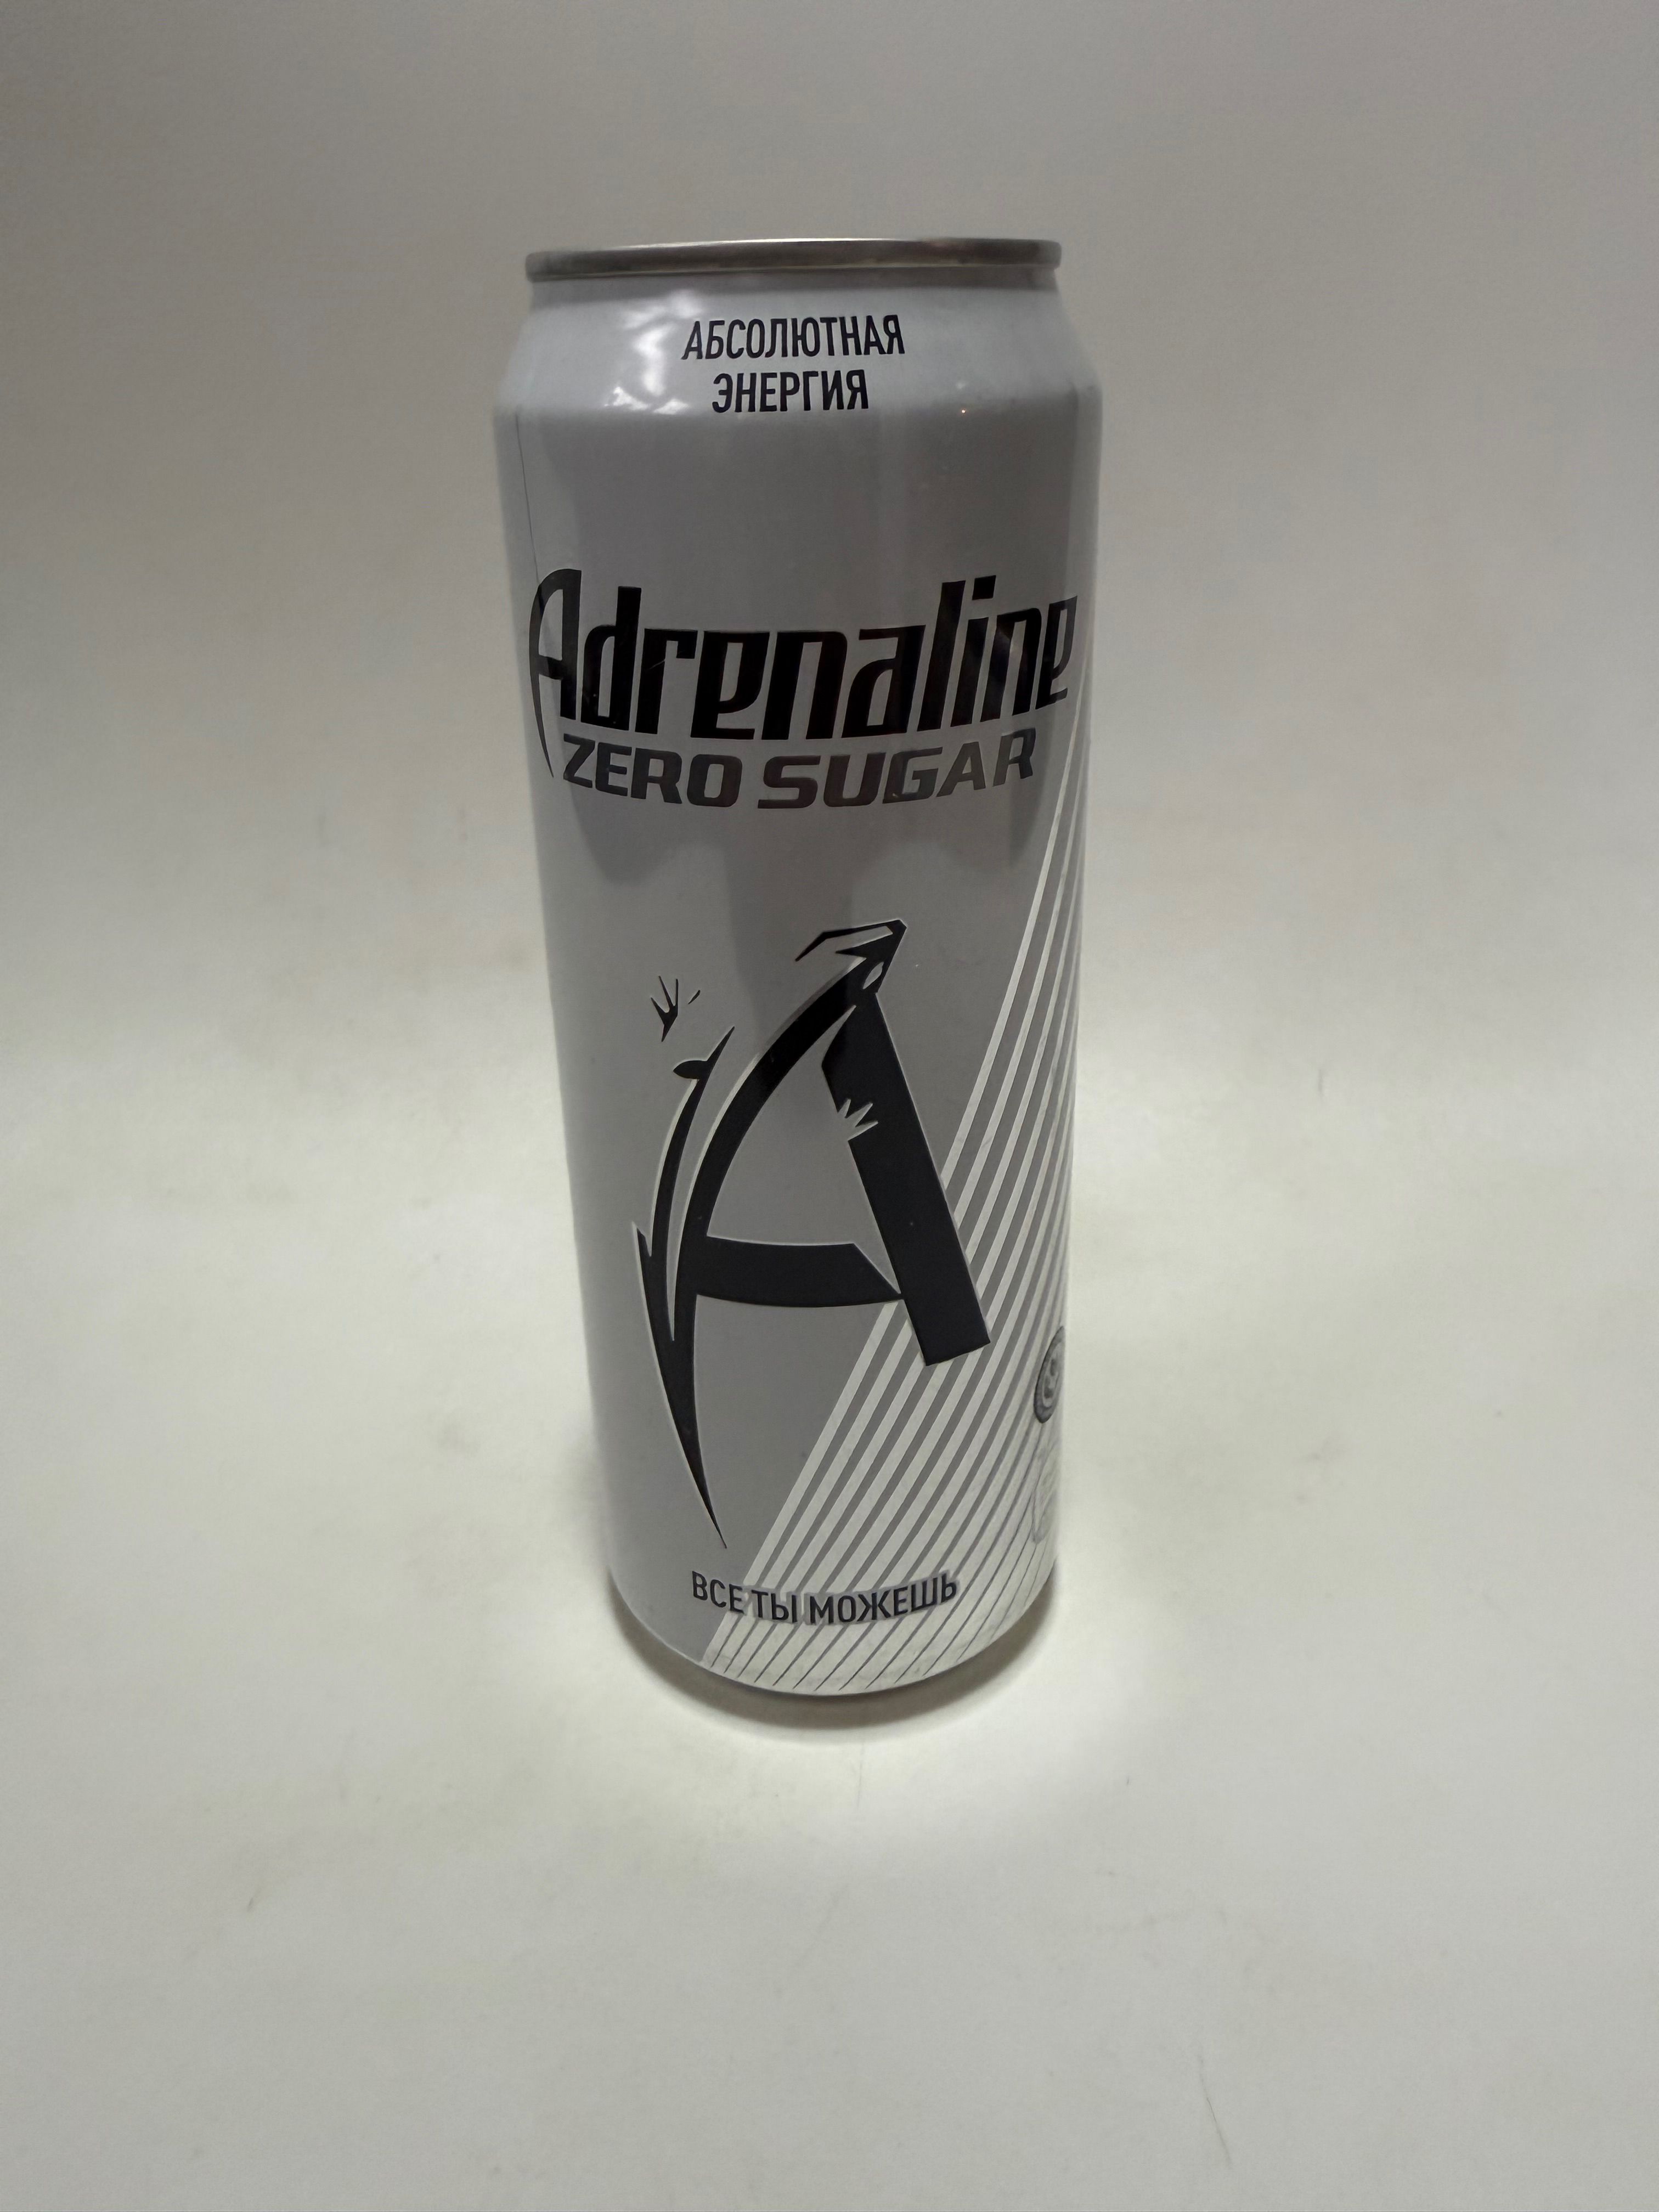 АБСОЛЮТНАЯ
ЭНЕРГИЯ
Adrenaline
ZERO SUGAR
ВСЕ ТЫ МОЖЕШЬ